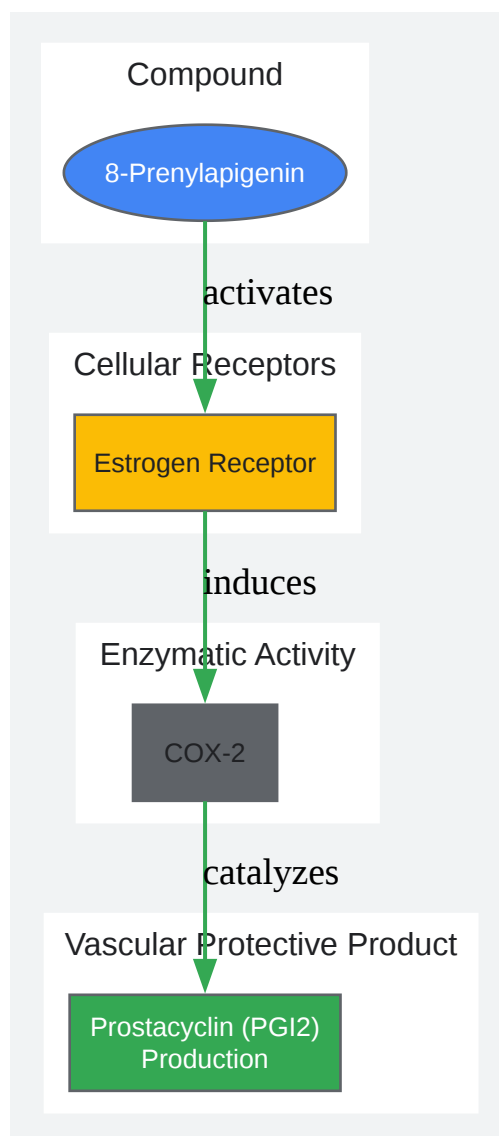 Compound
8-Prenylapigenin
activates
Cellular Receptors
Estrogen Receptor
induces
Enzymatic Activity
COX-2
catalyzes
Vascular Protective Product
Prostacyclin (PGI2)
Production